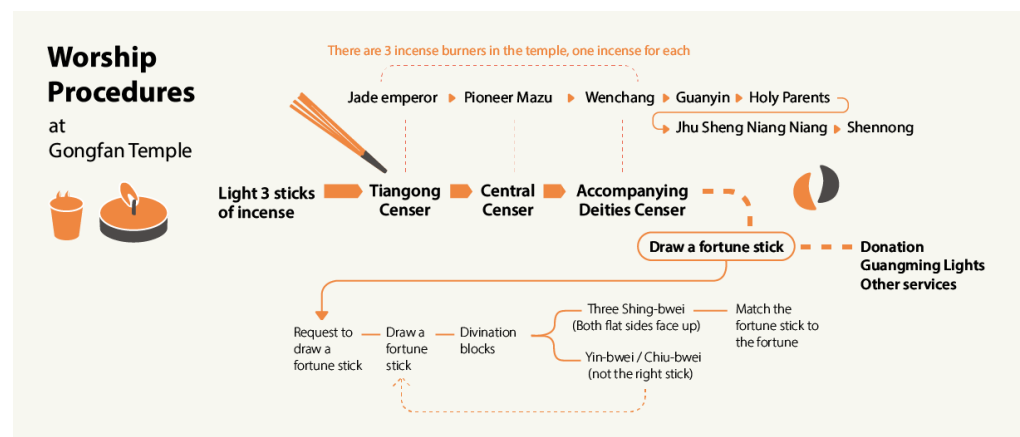 Worship
Procedures
at
Gongfan Temple
There are 3 incense burners in the temple, one incense for each
Jade emperor
Pioneer Mazu
Wenchang
Guanyin
Holy Parents
Jhu Sheng Niang Niang
Shennong
Light 3 sticks
of incense
Tiangong
Censer
Central
Censer
Accompanying
Deities Censer
Draw a fortune stick
Donation
Guangming Lights
Other services
Request to
draw a
fortune stick
Draw a
fortune
stick
Divination
blocks
Three Shing-bwei
(Both flat sides face up)
Match the
fortune stick to
the fortune
Yin-bwei / Chiu-bwei
(not the right stick)